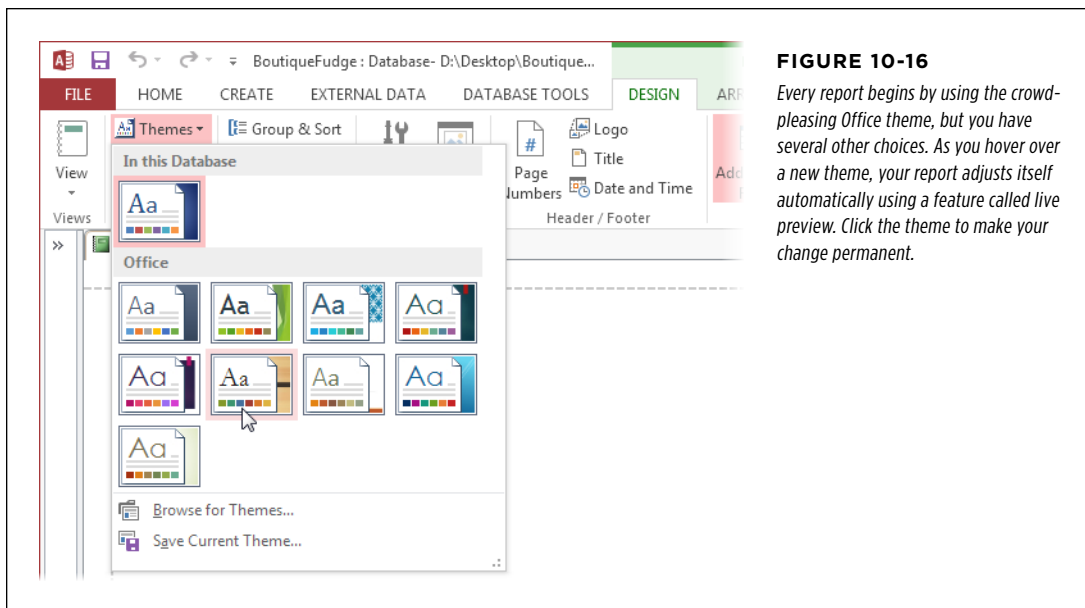 BoutiqueFudge : Database- D:\Desktop\Boutique...
FILE HOME CREATE EXTERNAL DATA DATABASE TOOLS DESIGN
Themes
Group & Sort
View
Views
Page
Logo
Title
Date and Time
Header / Footer
In this Database
Aa
Office
Aa Aa Aa Aa
Aa Aa Aa Aa
Aa
Browse for Themes...
Save Current Theme...
FIGURE 10-16
Every report begins by using the crowd-
pleasing Office theme, but you have
several other choices. As you hover over
a new theme, your report adjusts itself
automatically using a feature called live
preview. Click the theme to make your
change permanent.